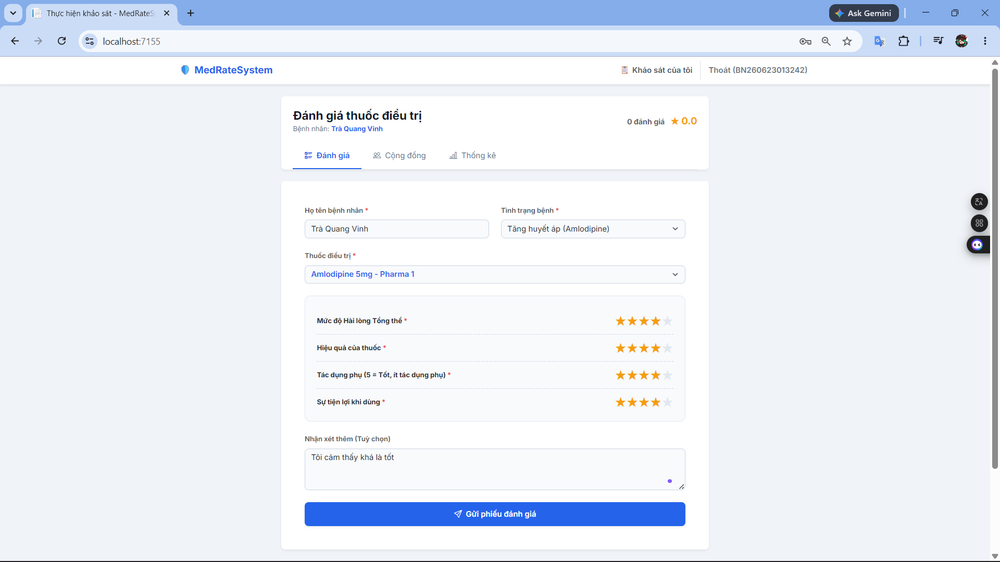 Thực hiện khảo sát - MedRateS
Ask Gemini
localhost:7155
MedRateSystem
Khảo sát của tôi
Thoát (BN260623013242)
Đánh giá thuốc điều trị
Bệnh nhân: Trà Quang Vinh
0 đánh giá ★ 0.0
Đánh giá
Cộng đồng
Thống kê
Họ tên bệnh nhân *
Tình trạng bệnh *
Trà Quang Vinh
Tăng huyết áp (Amlodipine)
Thuốc điều trị *
Amlodipine 5mg - Pharma 1
Mức độ Hài lòng Tổng thể *
Hiệu quả của thuốc *
Tác dụng phụ (5 = Tốt, ít tác dụng phụ) *
Sự tiện lợi khi dùng *
Nhận xét thêm (Tuỳ chọn)
Tôi cảm thấy khá là tốt
Gửi phiếu đánh giá